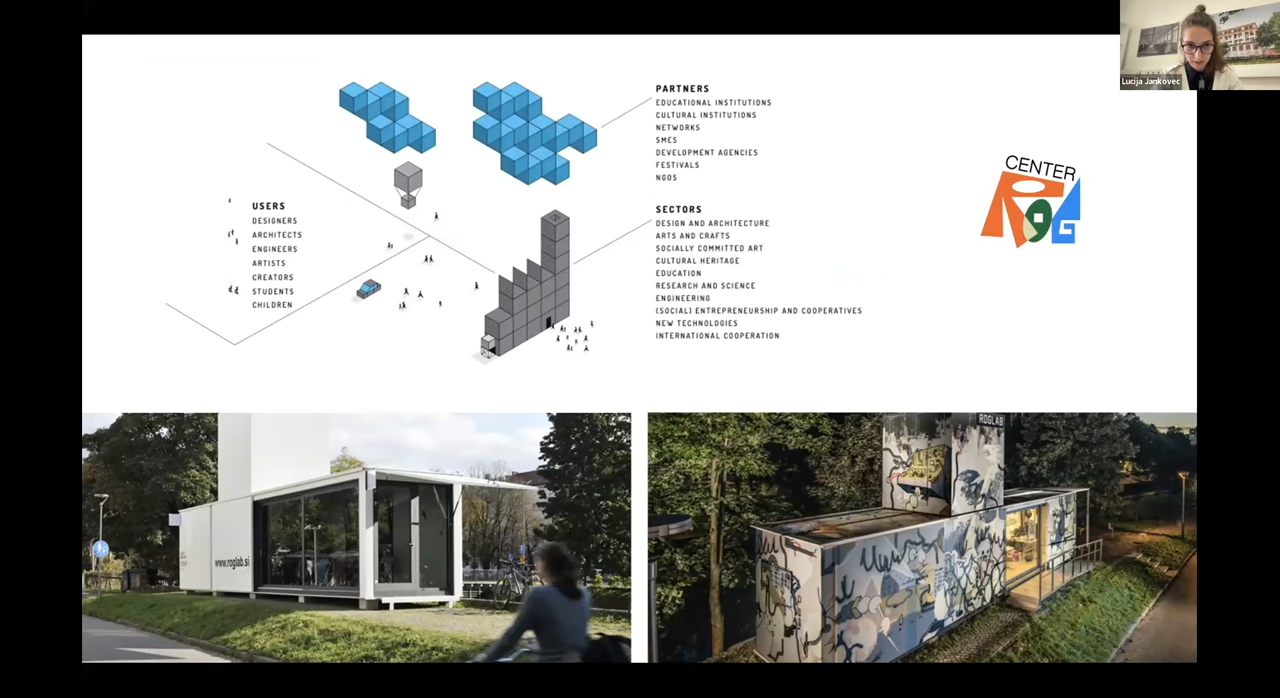 Lucija Jankovec
PARTNERS
EDUCATIONAL INSTITUTIONS
CULTURAL INSTITUTIONS
NETWORKS
SMES
DEVELOPMENT AGENCIES
FESTIVALS
NGOS
USERS
DESIGNERS
ARCHITECTS
ENGINEERS
ARTISTS
CREATORS
STUDENTS
CHILDREN
SECTORS
DESIGN AND ARCHITECTURE
ARTS AND CRAFTS
SOCIALLY COMMITTED ART
CULTURAL HERITAGE
EDUCATION
RESEARCH AND SCIENCE
ENGINEERING
(SOCIAL) ENTREPRENEURSHIP AND COOPERATIVES
NEW TECHNOLOGIES
INTERNATIONAL COOPERATION
CENTER
ROG
www.roglab.si
ROGLAB